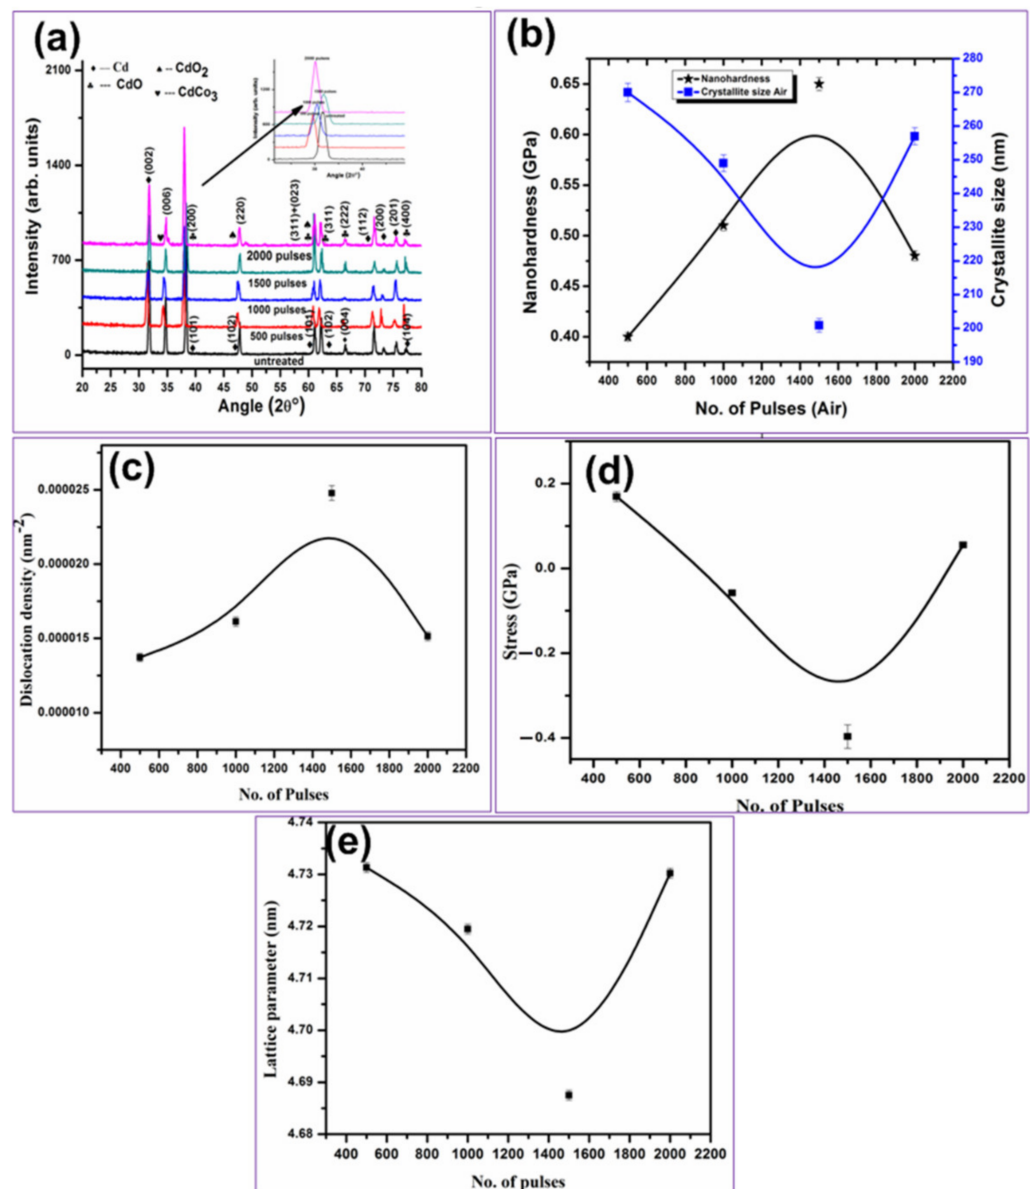 (a)
2100
1400
700
0
Intensity (arb. units)
♦ --- Cd
♣ -- CdO₂
♣ --- CdO
♥ --- CdCo₃
2000 pulses
Intensity (arb. units)
Angle (2θ°)
(002)
(006)
(200)
(220)
(311)+(023)
(311)
(222)
(112)
(200)
(201)
(400)
2000 pulses
1500 pulses
1000 pulses
500 pulses
untreated
(101)
(102)
(101)
(102)
(004)
(104)
20 25 30 35 40 45 50 55 60 65 70 75 80
Angle (2θ°)
(b)
Nanohardness
Crystallite size Air
0.65
0.60
0.55
0.50
0.45
0.40
Nanohardness (GPa)
280
270
260
250
240
230
220
210
200
190
Crystallite size (nm)
400 600 800 1000 1200 1400 1600 1800 2000 2200
No. of Pulses (Air)
(c)
0.000025
0.000020
0.000015
0.000010
Dislocation density (nm⁻²)
400 600 800 1000 1200 1400 1600 1800 2000 2200
No. of Pulses
(d)
0.2
0.0
−0.2
−0.4
Stress (GPa)
400 600 800 1000 1200 1400 1600 1800 2000 2200
No. of Pulses
(e)
4.74
4.73
4.72
4.71
4.70
4.69
4.68
Lattice parameter (nm)
400 600 800 1000 1200 1400 1600 1800 2000 2200
No. of pulses